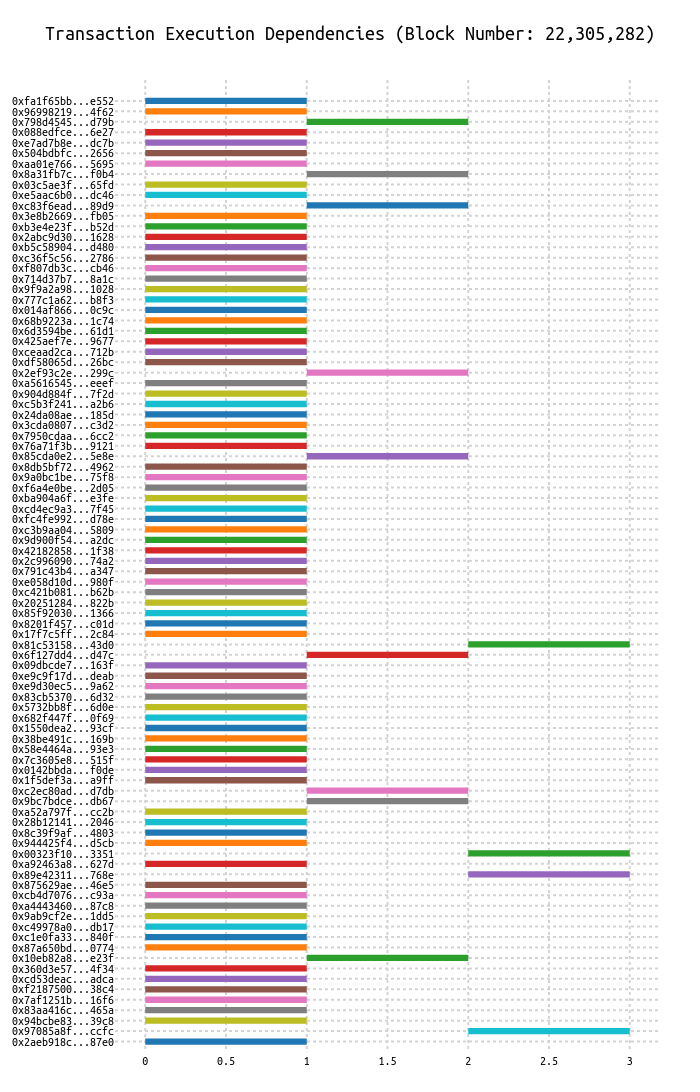 Transaction Execution Dependencies (Block Number: 22,305,282)
0xfa1f65bb...e552
0x96998219...4f62
0x798d4545...d79b
0x088edfce...6e27
0xe7ad7b8e...dc7b
0x504bdbfc...2656
0xaa01e766...5695
0x8a31fb7c...f0b4
0x03c5ae3f...65fd
0xe5aac6b0...dc46
0xc83f6ead...89d9
0x3e8b2669...fb05
0xb3e4e23f...b52d
0x2abc9d30...1628
0xb5c58904...d480
0xc36f5c56...2786
0xf807db3c...cb46
0x714d37b7...8a1c
0x9f9a2a98...1028
0x777c1a62...b8f3
0x014af866...0c9c
0x68b9223a...1c74
0x6d3594be...61d1
0x425aef7e...9677
0xceaad2ca...712b
0xdf58065d...26bc
0x2ef93c2e...299c
0xa5616545...eeef
0x904d884f...7f2d
0xc5b3f241...a2b6
0x24da08ae...185d
0x3cda0807...c3d2
0x7950cdaa...6cc2
0x76a71f3b...9121
0x85cda0e2...5e8e
0x8db5bf72...4962
0x9a0bc1be...75f8
0xf6a4e0be...2d05
0xba904a6f...e3fe
0xcd4ec9a3...7f45
0xfc4fe992...d78e
0xc3b9aa04...5809
0x9d900f54...a2dc
0x42182858...1f38
0x2c996090...74a2
0x791c43b4...a347
0xe058d10d...980f
0xc421b081...b62b
0x20251284...822b
0x85f92030...1366
0x8201f457...c01d
0x17f7c5ff...2c84
0x81c53158...43d0
0x6f127dd4...d47c
0x09dbcde7...163f
0xe9c9f17d...deab
0xe9d30ec5...9a62
0x83cb5370...6d32
0x5732bb8f...6d0e
0x682f447f...0f69
0x1550dea2...93cf
0x38be491c...169b
0x58e4464a...93e3
0x7c3605e8...515f
0x0142bbda...f0de
0x1f5def3a...a9ff
0xc2ec80ad...d7db
0x9bc7bdce...db67
0xa52a797f...cc2b
0x28b12141...2046
0x8c39f9af...4803
0x944425f4...d5cb
0x00323f10...3351
0xa92463a8...627d
0x89e42311...768e
0x875629ae...46e5
0xcb4d7076...c93a
0xa4443460...87c8
0x9ab9cf2e...1dd5
0xc49978a0...db17
0xc1e0fa33...840f
0x87a650bd...0774
0x10eb82a8...e23f
0x360d3e57...4f34
0xcd53deac...adca
0xf2187500...38c4
0x7af1251b...16f6
0x83aa416c...465a
0x94bcbe83...39c8
0x97085a8f...ccfc
0x2aeb918c...87e0
0 0.5 1 1.5 2 2.5 3